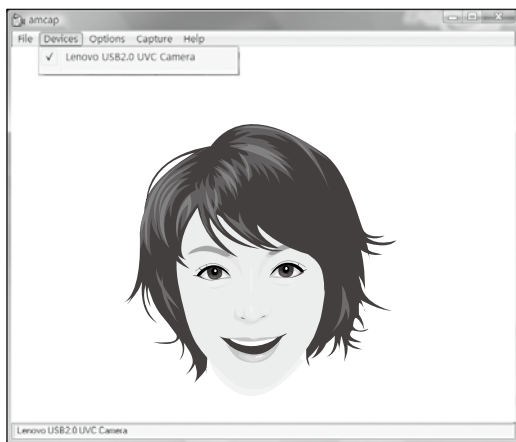 amcap
File Devices Options Capture Help
✓ Lenovo USB2.0 UVC Camera
Lenovo USB2.0 UVC Camera